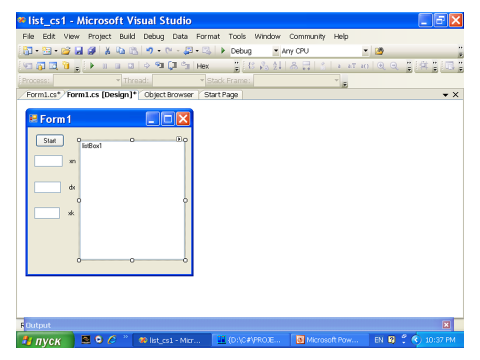 list_cs1 - Microsoft Visual Studio
File Edit View Project Build Debug Data Format Tools Window Community Help
Debug Any CPU
Hex
Process: Thread: Stack Frame:
Form1.cs* Form1.cs [Design]* Object Browser Start Page
Form1
Start
listBox1
xn
dx
xk
Output
пуск list_cs1 - Micr... (D:\C#\PROJE... Microsoft Pow... EN 10:37 PM